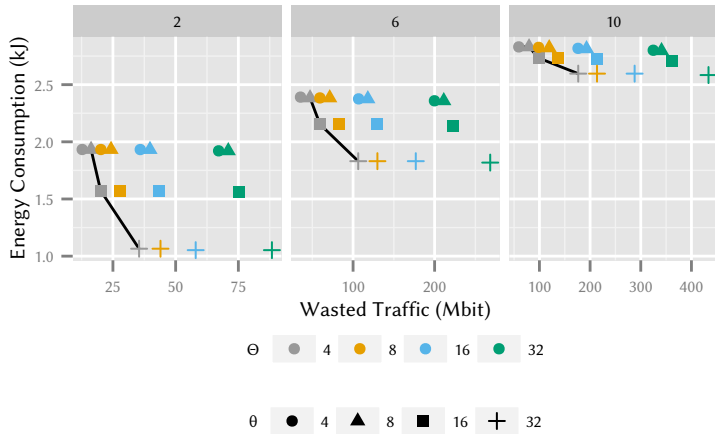 2 6 10
Energy Consumption (kJ)
2.5
2.0
1.5
1.0
25 50 75 100 200 100 200 300 400
Wasted Traffic (Mbit)
Θ 4 8 16 32
θ 4 8 16 32